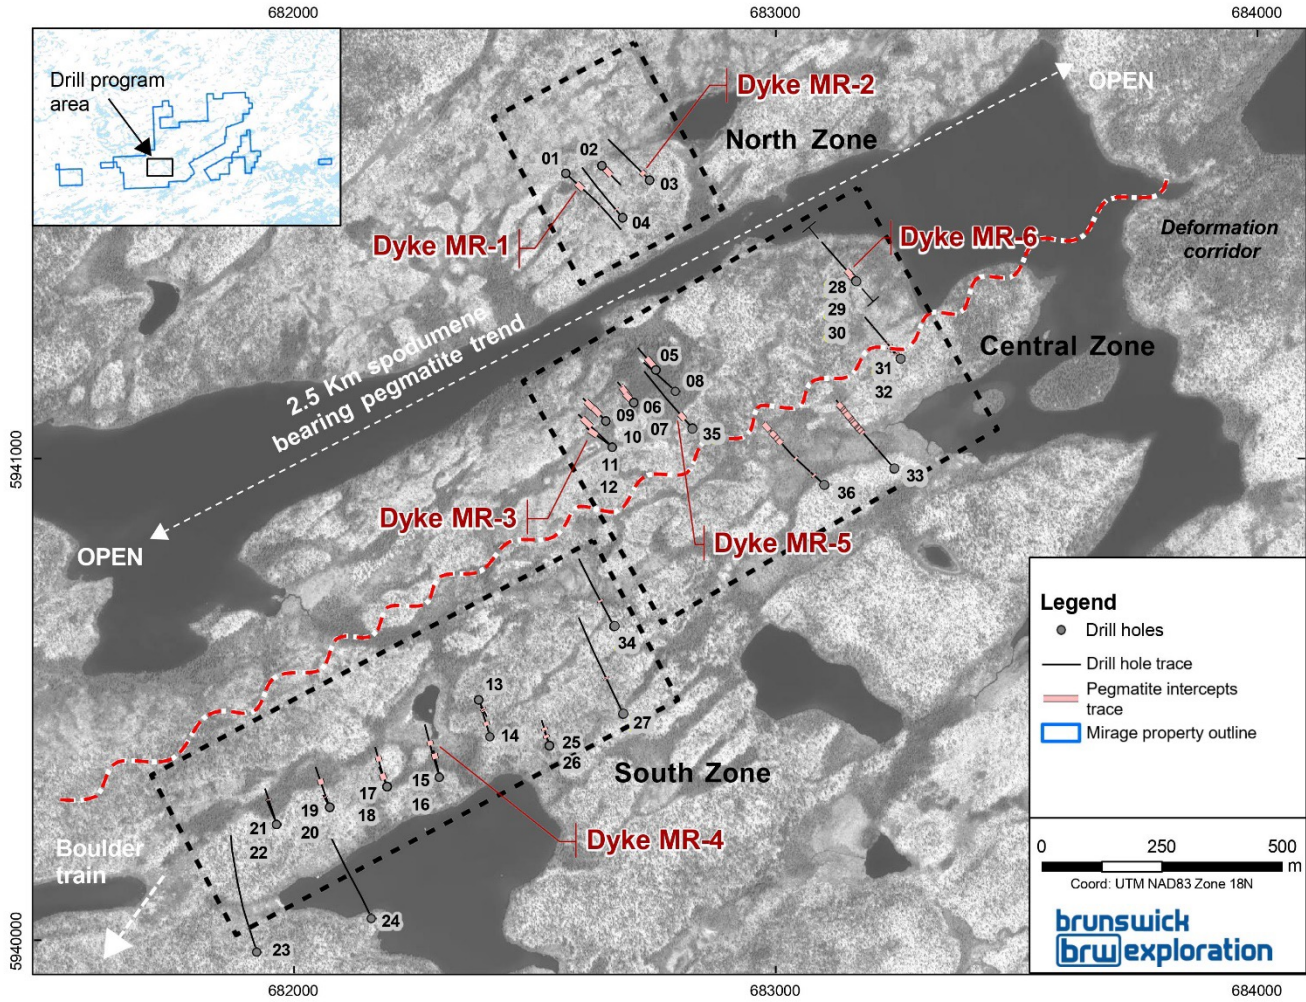 682000
683000
684000
Drill program
area
Dyke MR-2
OPEN
North Zone
01
02
03
04
Dyke MR-1
Dyke MR-6
Deformation
corridor
28
29
30
Central Zone
31
32
2.5 Km spodumene
bearing pegmatite trend
05
08
06
07
09
10
35
11
12
5941000
36
33
Dyke MR-3
Dyke MR-5
OPEN
34
13
14
27
25
26
South Zone
15
16
17
18
19
20
21
22
Dyke MR-4
Boulder
train
24
23
5940000
Legend
Drill holes
Drill hole trace
Pegmatite intercepts
trace
Mirage property outline
0 250 500
m
Coord: UTM NAD83 Zone 18N
brunswick
brw exploration
682000
683000
684000